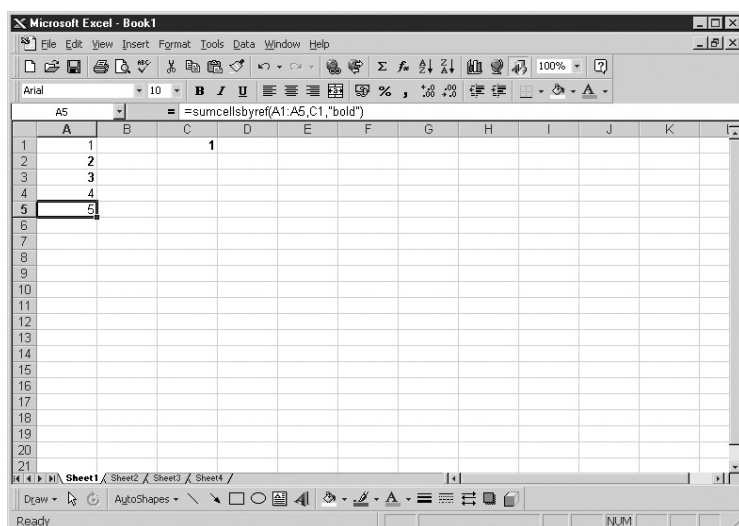 Microsoft Excel - Book1
File Edit View Insert Format Tools Data Window Help
100%
Arial 10 B I U % ,
A5 = =sumcellsbyref(A1:A5,C1,"bold")
A B C D E F G H I J K
1 1 1
2 2
3 3
4 4
5 5
6
7
8
9
10
11
12
13
14
15
16
17
18
19
20
21
Sheet1 Sheet2 Sheet3 Sheet4
Draw AutoShapes A
Ready NUM